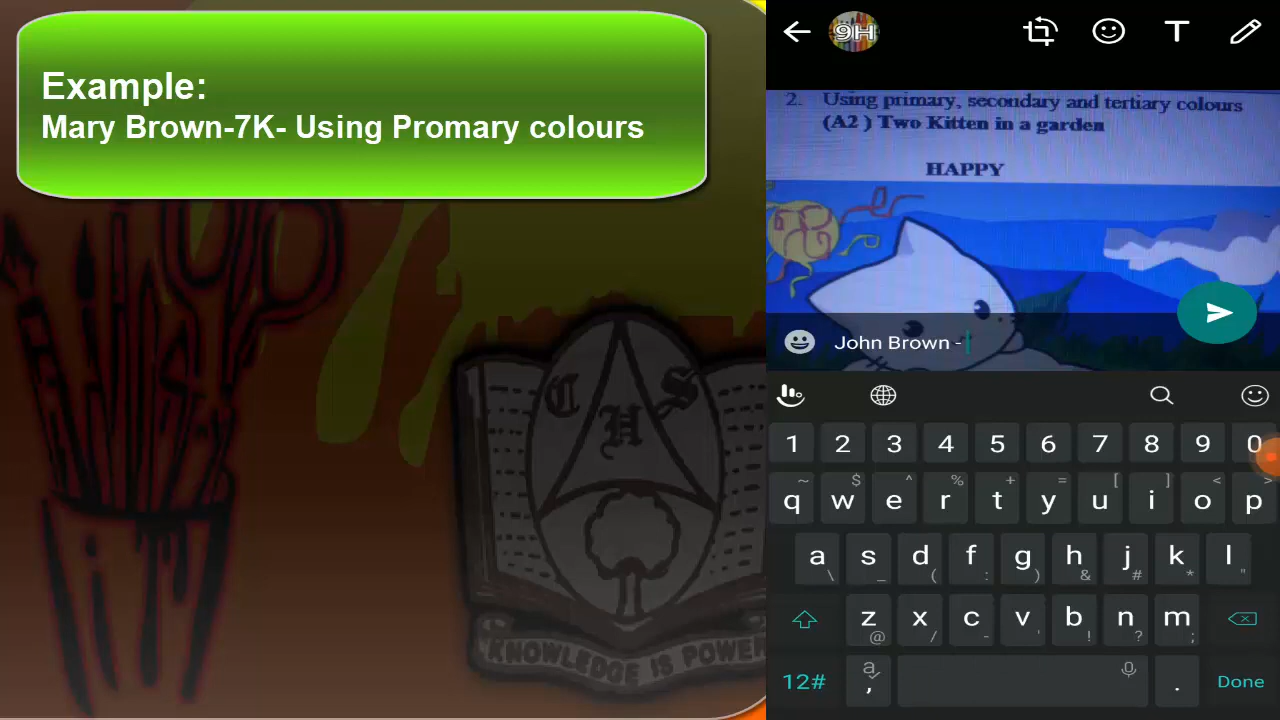 Example:
Mary Brown-7K- Using Promary colours
C H S
KNOWLEDGE IS POWER
9H
T
2. Using primary, secondary and tertiary colours
(A2 ) Two Kitten in a garden
HAPPY
John Brown -
1 2 3 4 5 6 7 8 9 0
~ $ ^ % + = [ ] < >
q w e r t y u i o p
a s d f g h j k l
\ _ ( : ) & # * "
z x c v b n m
@ / - ' ! ? ;
12# , . Done